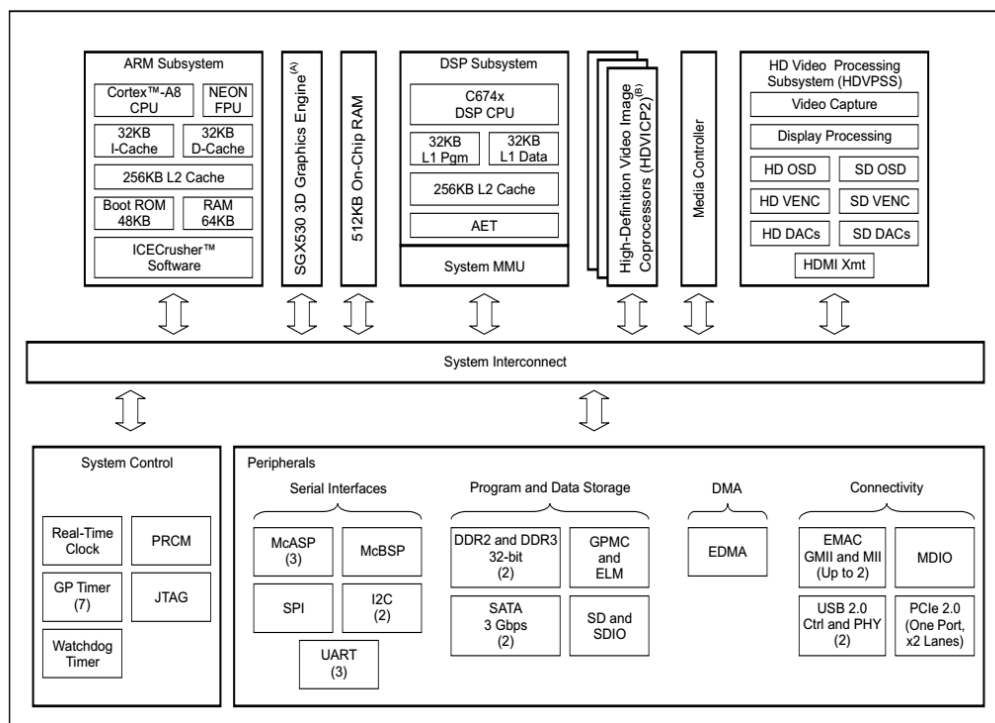 ARM Subsystem
Cortex™-A8
CPU
NEON
FPU
32KB
I-Cache
32KB
D-Cache
256KB L2 Cache
Boot ROM
48KB
RAM
64KB
ICECrusher™
Software
SGX530 3D Graphics Engine(A)
512KB On-Chip RAM
DSP Subsystem
C674x
DSP CPU
32KB
L1 Pgm
32KB
L1 Data
256KB L2 Cache
AET
System MMU
High-Definition Video Image
Coprocessors (HDVICP2)(B)
Media Controller
HD Video Processing
Subsystem (HDVPSS)
Video Capture
Display Processing
HD OSD
SD OSD
HD VENC
SD VENC
HD DACs
SD DACs
HDMI Xmt
System Interconnect
System Control
Real-Time
Clock
PRCM
GP Timer
(7)
JTAG
Watchdog
Timer
Peripherals
Serial Interfaces
McASP
(3)
McBSP
SPI
I2C
(2)
UART
(3)
Program and Data Storage
DDR2 and DDR3
32-bit
(2)
GPMC
and
ELM
SATA
3 Gbps
(2)
SD and
SDIO
DMA
EDMA
Connectivity
EMAC
GMII and MII
(Up to 2)
MDIO
USB 2.0
Ctrl and PHY
(2)
PCIe 2.0
(One Port,
x2 Lanes)